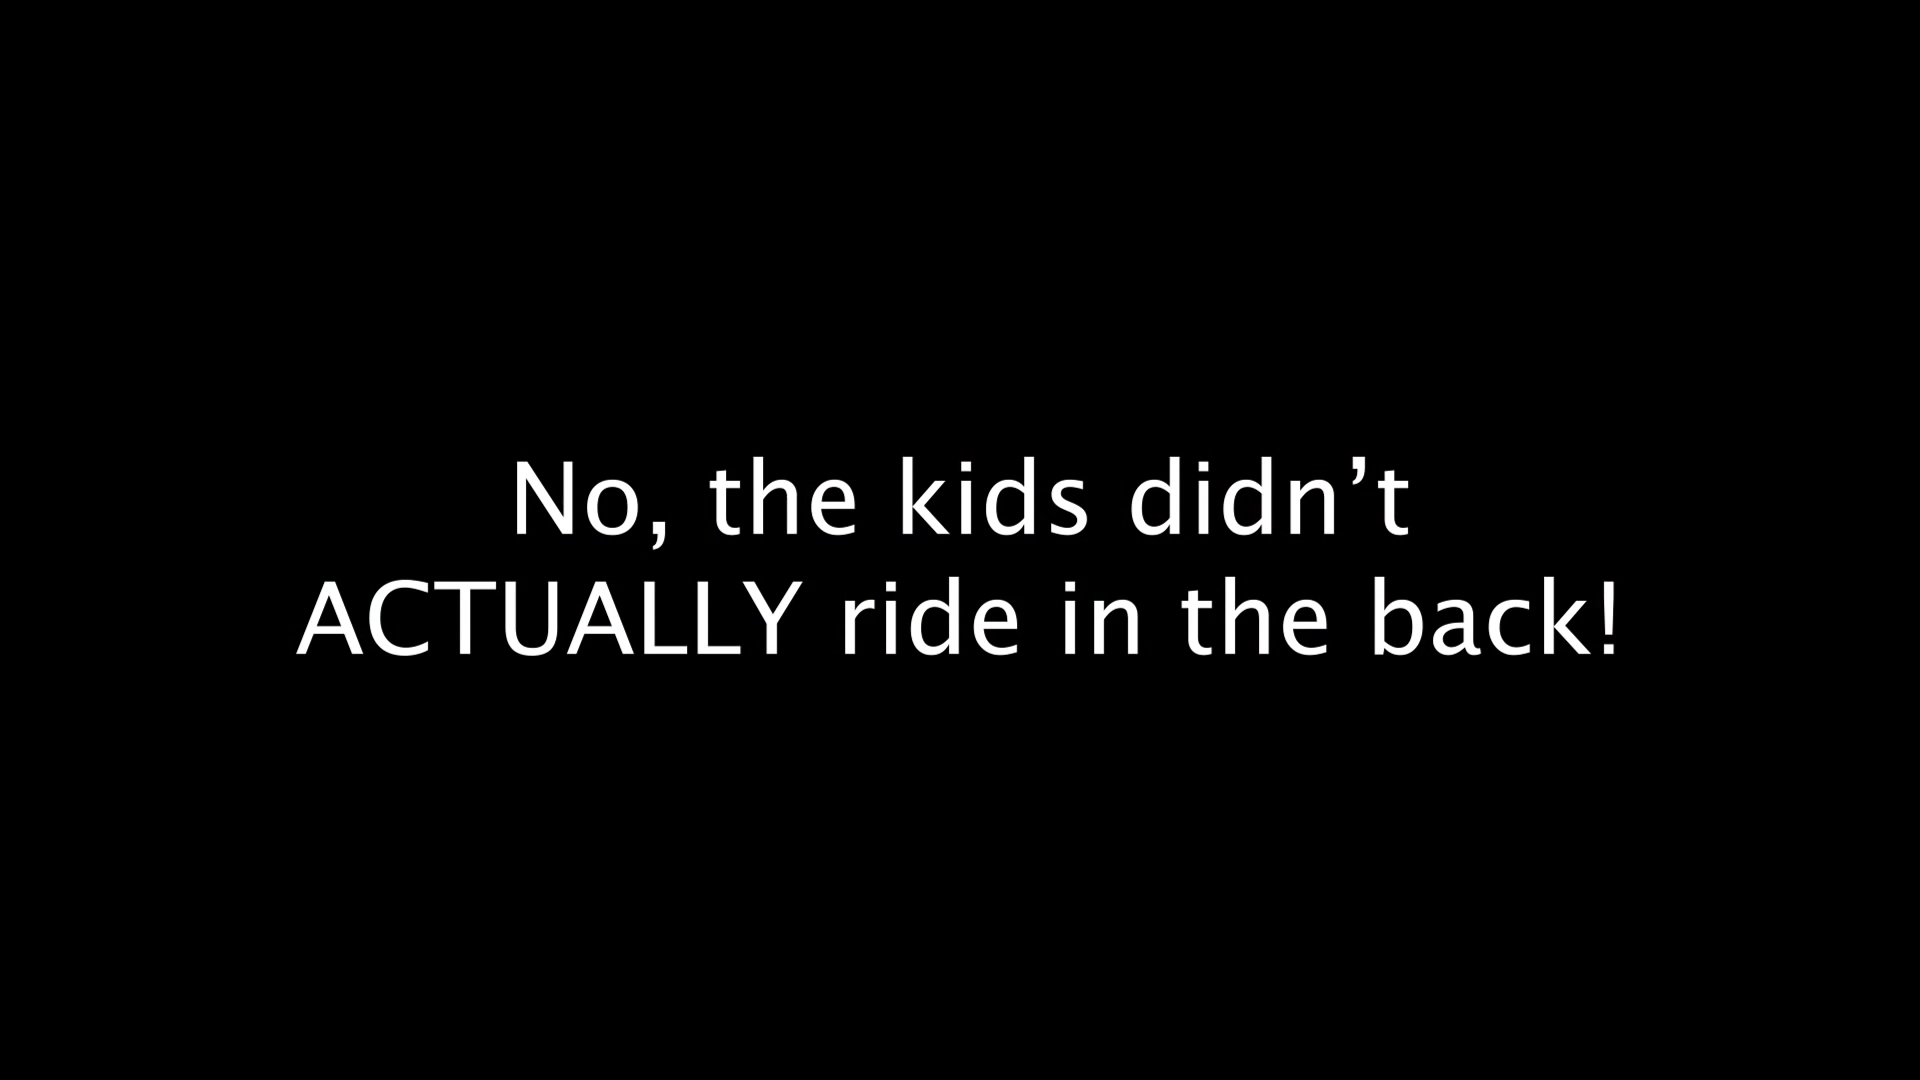 No, the kids didn’t
ACTUALLY ride in the back!